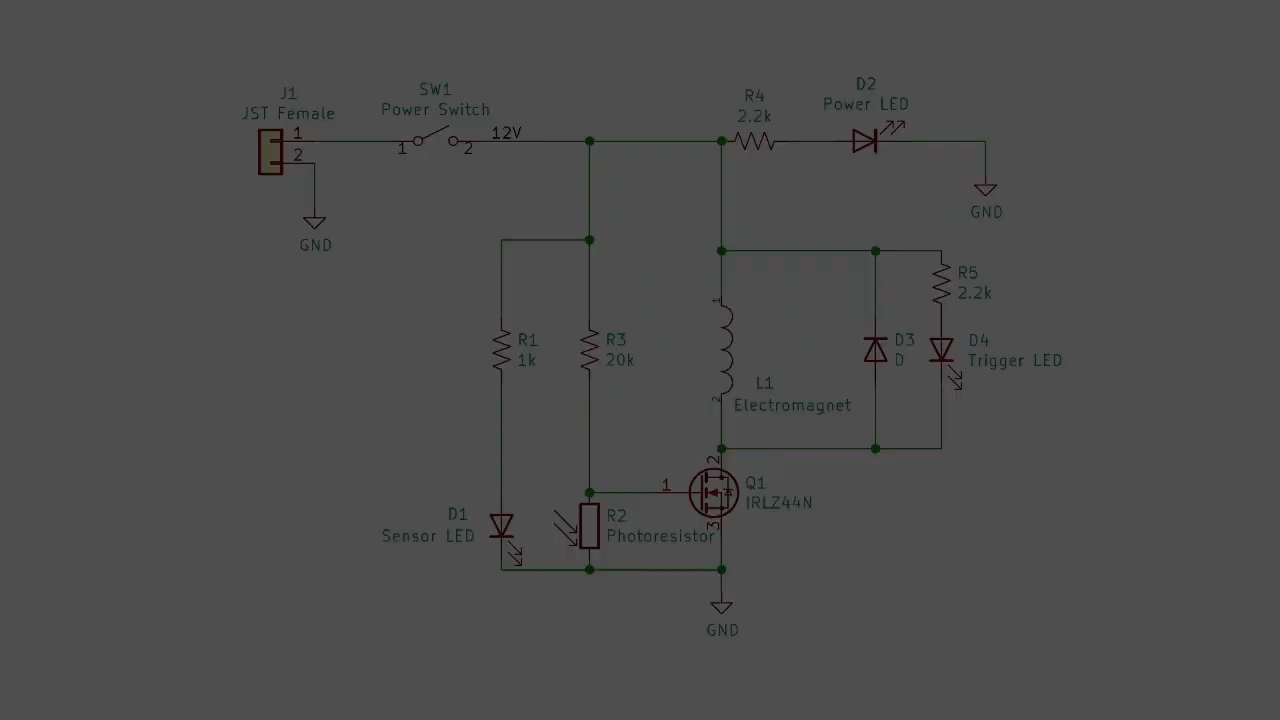 J1
JST Female
1
2
GND
SW1
Power Switch
1
2
12V
R4
2.2k
D2
Power LED
GND
R1
1k
R3
20k
1
L1
2
Electromagnet
D3
D
R5
2.2k
D4
Trigger LED
D1
Sensor LED
R2
Photoresistor
1
2
3
Q1
IRLZ44N
GND